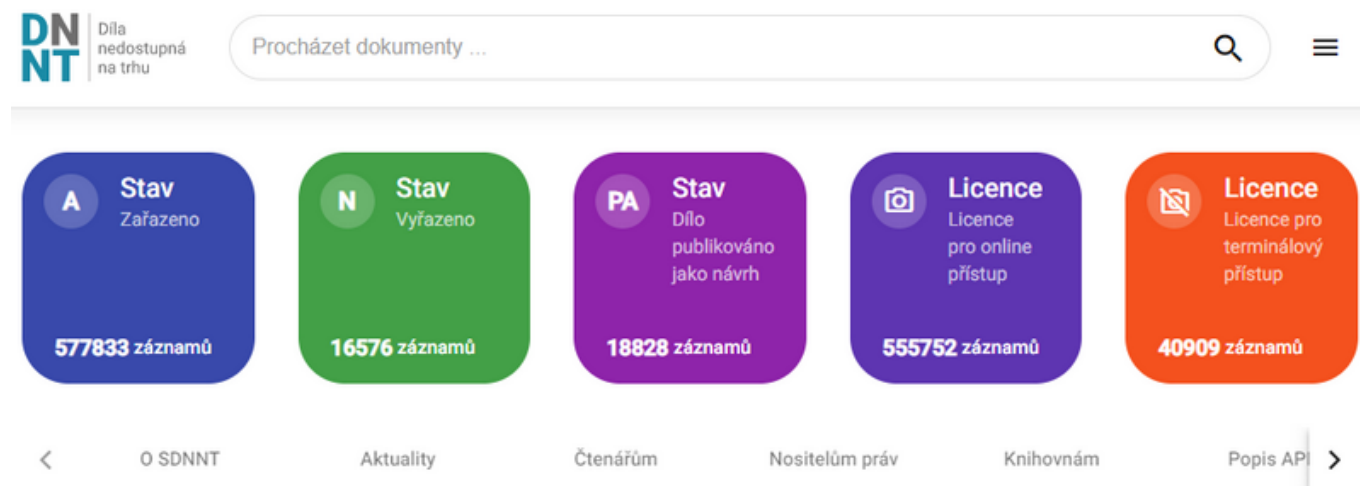 DN
NT
Díla
nedostupná
na trhu
Procházet dokumenty ...
A
Stav
Zařazeno
577833 záznamů
N
Stav
Vyřazeno
16576 záznamů
PA
Stav
Dílo
publikováno
jako návrh
18828 záznamů
Licence
Licence
pro online
přístup
555752 záznamů
Licence
Licence pro
terminálový
přístup
40909 záznamů
O SDNNT
Aktuality
Čtenářům
Nositelům práv
Knihovnám
Popis API